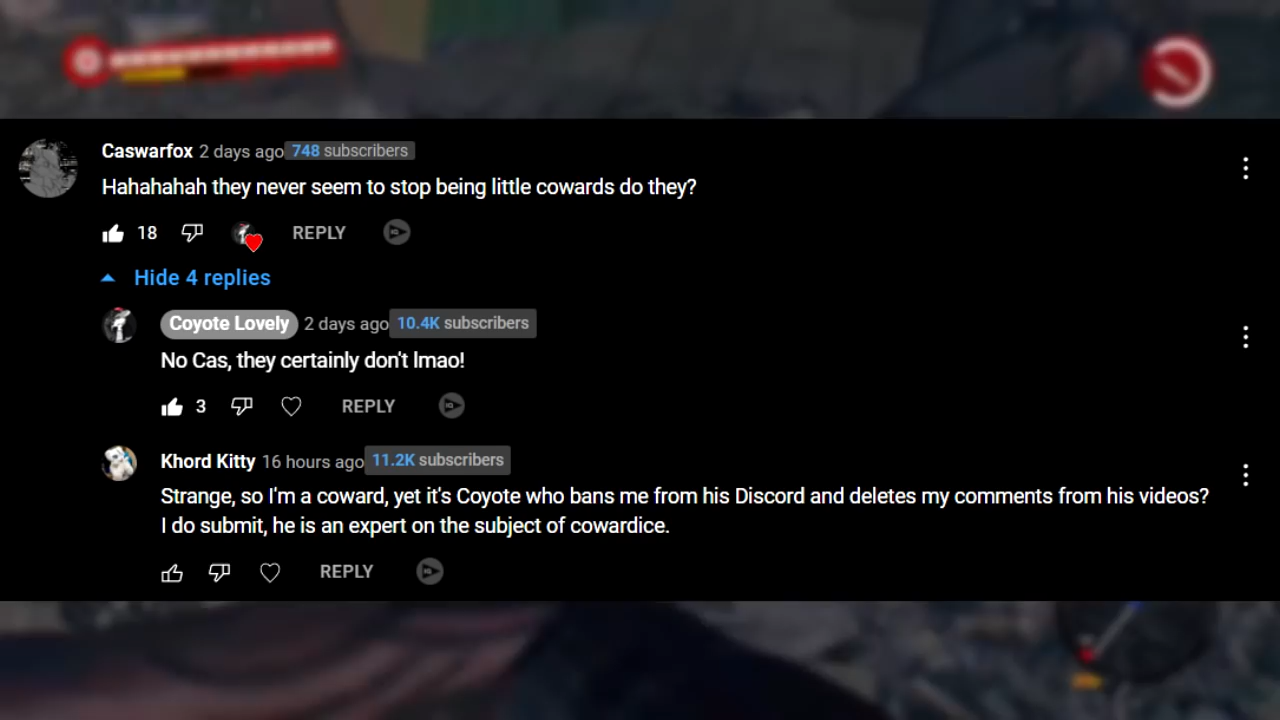 Caswarfox 2 days ago 748 subscribers
Hahahahah they never seem to stop being little cowards do they?
18 REPLY
Hide 4 replies
Coyote Lovely 2 days ago 10.4K subscribers
No Cas, they certainly don't lmao!
3 REPLY
Khord Kitty 16 hours ago 11.2K subscribers
Strange, so I'm a coward, yet it's Coyote who bans me from his Discord and deletes my comments from his videos?
I do submit, he is an expert on the subject of cowardice.
REPLY